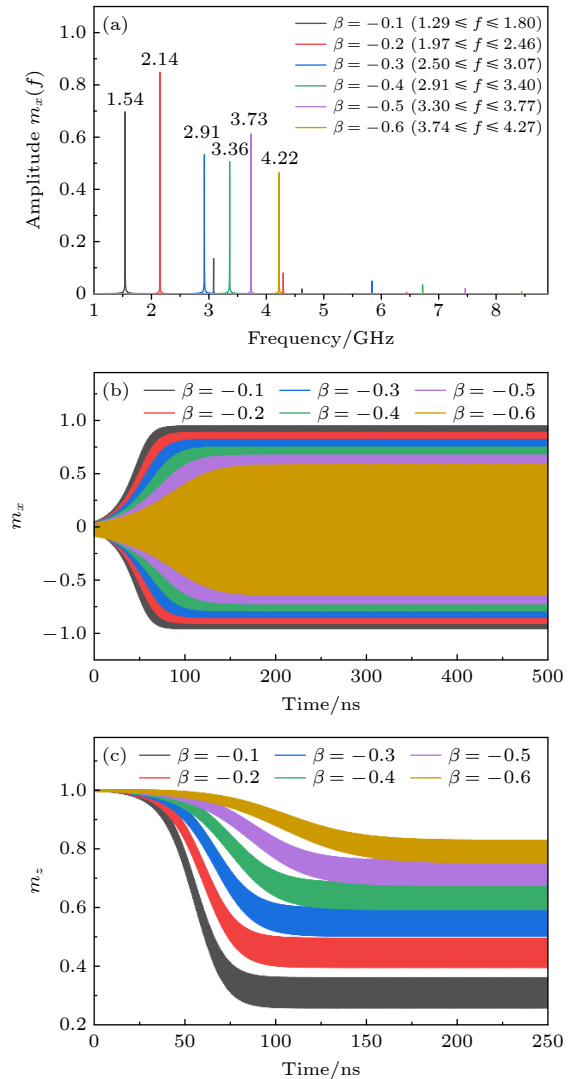 (a)
β = −0.1 (1.29 ⩽ f ⩽ 1.80)
β = −0.2 (1.97 ⩽ f ⩽ 2.46)
β = −0.3 (2.50 ⩽ f ⩽ 3.07)
β = −0.4 (2.91 ⩽ f ⩽ 3.40)
β = −0.5 (3.30 ⩽ f ⩽ 3.77)
β = −0.6 (3.74 ⩽ f ⩽ 4.27)
1.54
2.14
2.91
3.36
3.73
4.22
Amplitude mx(f)
1.0
0.8
0.6
0.4
0.2
0
1 2 3 4 5 6 7 8
Frequency/GHz
(b)
β = −0.1 β = −0.3 β = −0.5
β = −0.2 β = −0.4 β = −0.6
mx
1.0
0.5
0
−0.5
−1.0
0 100 200 300 400 500
Time/ns
(c)
β = −0.1 β = −0.3 β = −0.5
β = −0.2 β = −0.4 β = −0.6
mz
1.0
0.8
0.6
0.4
0.2
0 50 100 150 200 250
Time/ns